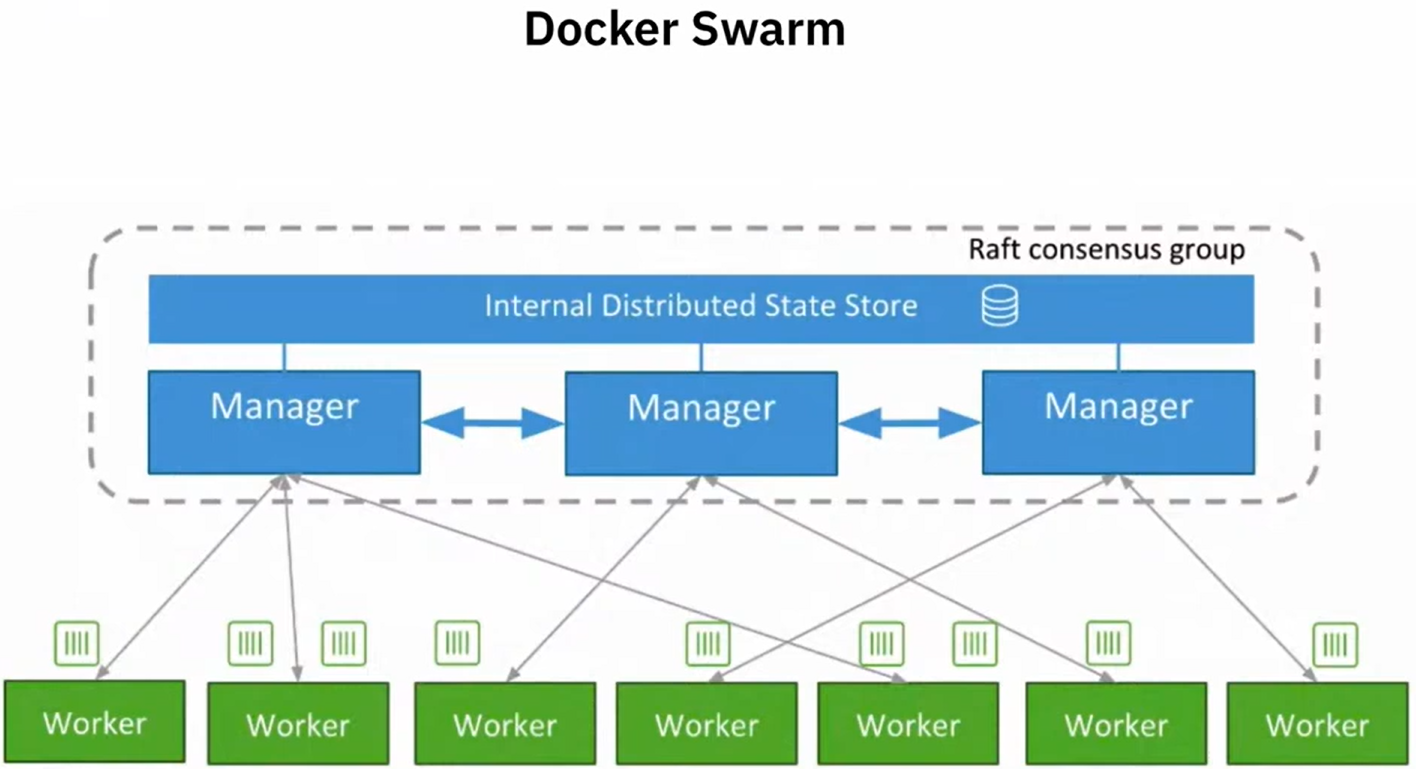 Docker Swarm
Raft consensus group
Internal Distributed State Store
Manager
Manager
Manager
Worker
Worker
Worker
Worker
Worker
Worker
Worker